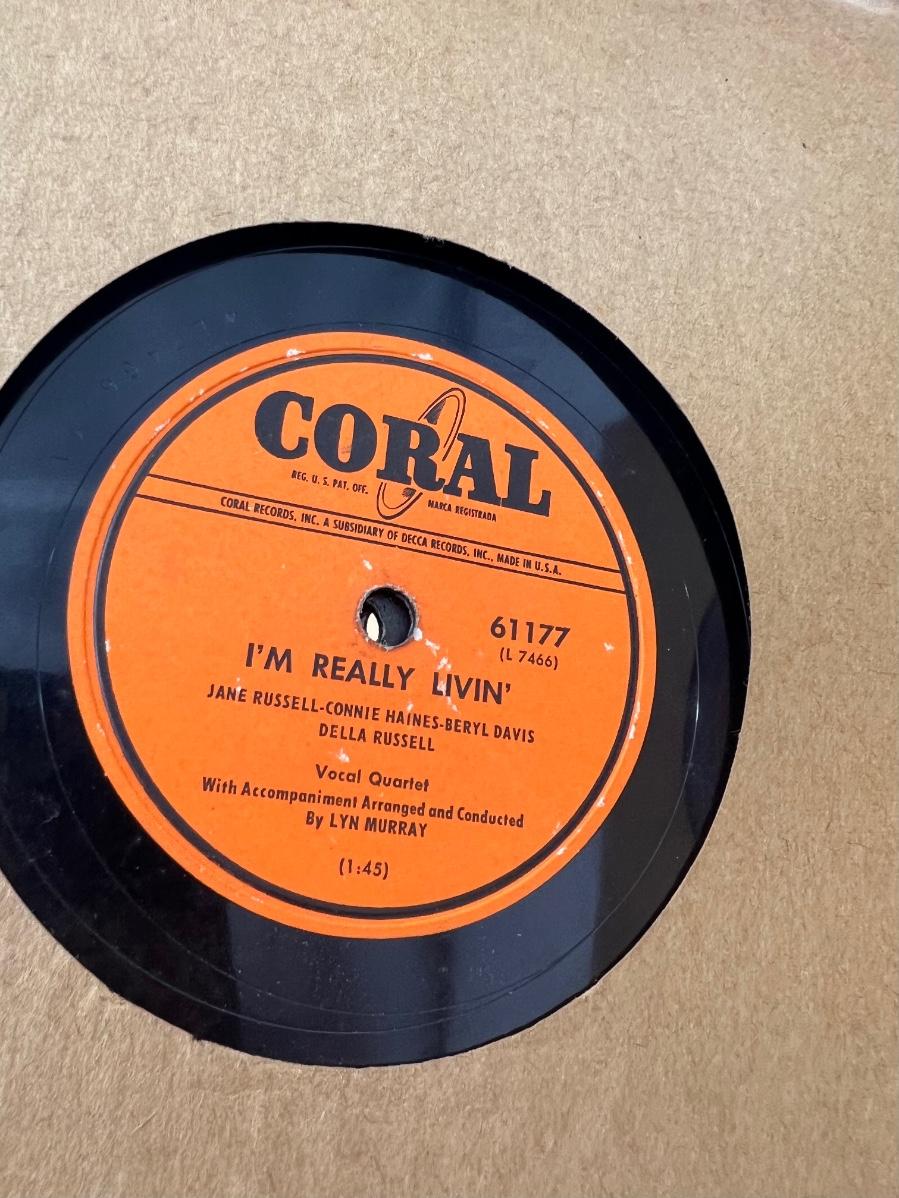 CORAL
REG. U. S. PAT. OFF. MARCA REGISTRADA
CORAL RECORDS, INC. A SUBSIDIARY OF DECCA RECORDS, INC., MADE IN U.S.A.
61177
(L 7466)
I'M REALLY LIVIN'
JANE RUSSELL-CONNIE HAINES-BERYL DAVIS
DELLA RUSSELL
Vocal Quartet
With Accompaniment Arranged and Conducted
By LYN MURRAY
(1:45)